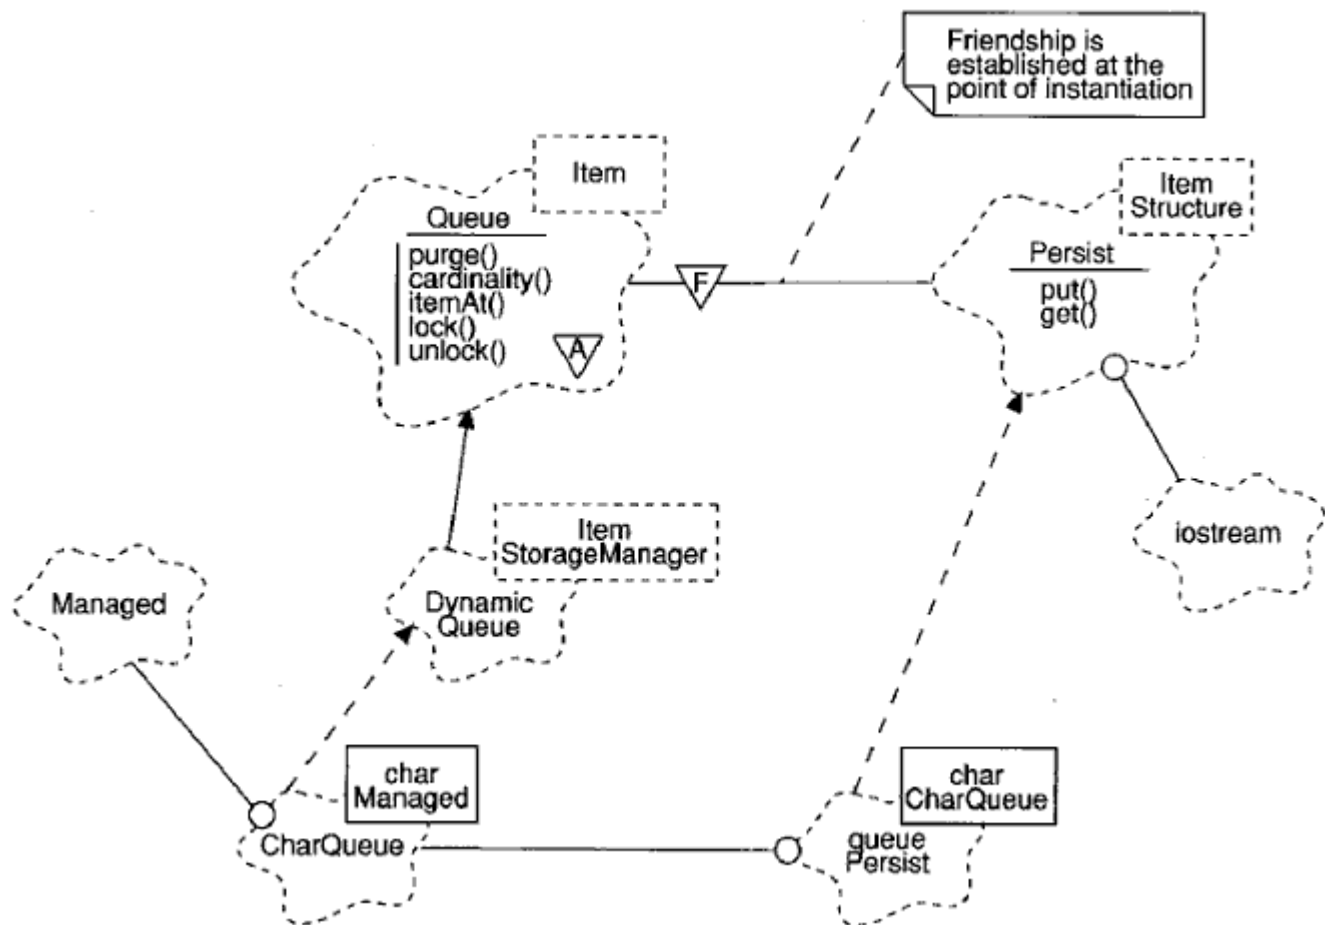 Friendship is
established at the
point of instantiation
Item
Queue
purge()
cardinality()
itemAt()
lock()
unlock()
A
F
Item
Structure
Persist
put()
get()
iostream
Item
StorageManager
Dynamic
Queue
Managed
char
Managed
CharQueue
char
CharQueue
queue
Persist